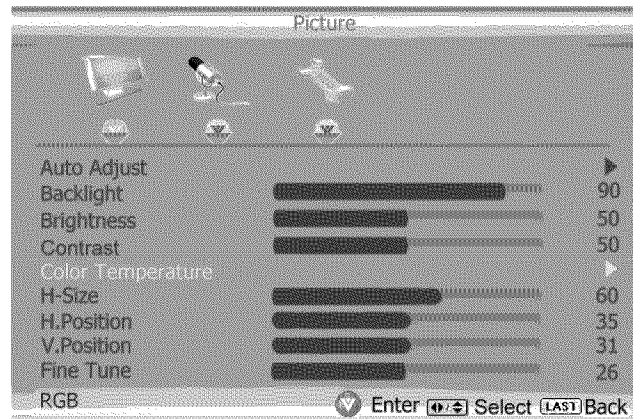 Picture
Auto Adjust
Backlight 90
Brightness 50
Contrast 50
Color Temperature
H-Size 60
H.Position 35
V.Position 31
Fine Tune 26
RGB Enter Select LAST Back